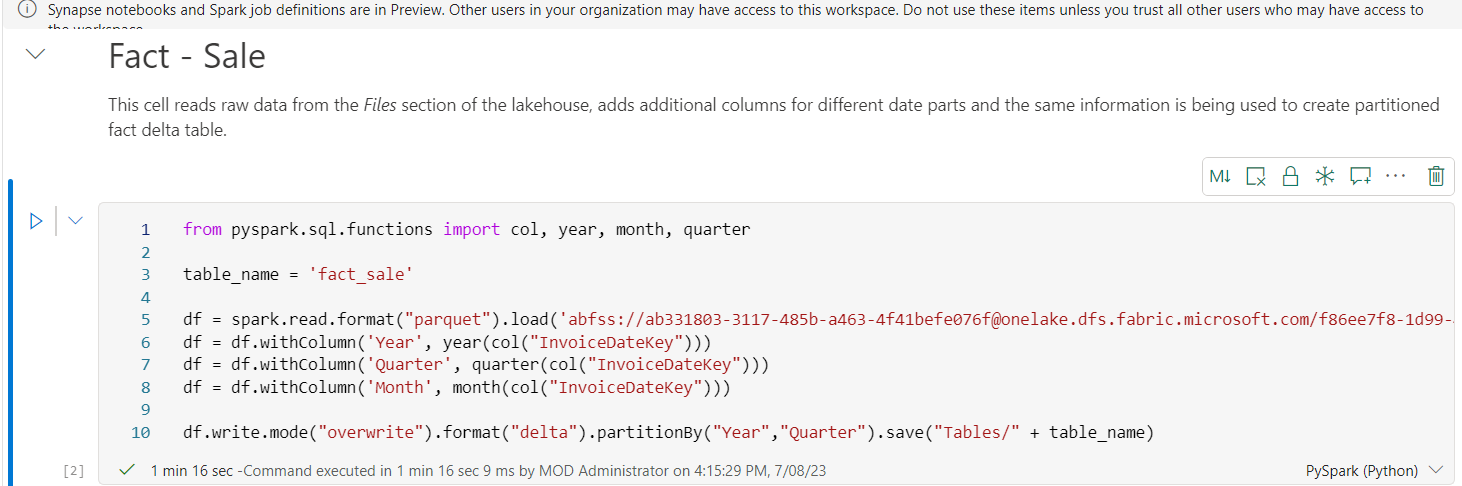 Synapse notebooks and Spark job definitions are in Preview. Other users in your organization may have access to this workspace. Do not use these items unless you trust all other users who may have access to
the workspace.
Fact - Sale
This cell reads raw data from the Files section of the lakehouse, adds additional columns for different date parts and the same information is being used to create partitioned
fact delta table.
M↓
1 from pyspark.sql.functions import col, year, month, quarter
2
3 table_name = 'fact_sale'
4
5 df = spark.read.format("parquet").load('abfss://ab331803-3117-485b-a463-4f41befe076f@onelake.dfs.fabric.microsoft.com/f86ee7f8-1d99-
6 df = df.withColumn('Year', year(col("InvoiceDateKey")))
7 df = df.withColumn('Quarter', quarter(col("InvoiceDateKey")))
8 df = df.withColumn('Month', month(col("InvoiceDateKey")))
9
10 df.write.mode("overwrite").format("delta").partitionBy("Year","Quarter").save("Tables/" + table_name)
[2] 1 min 16 sec -Command executed in 1 min 16 sec 9 ms by MOD Administrator on 4:15:29 PM, 7/08/23 PySpark (Python)